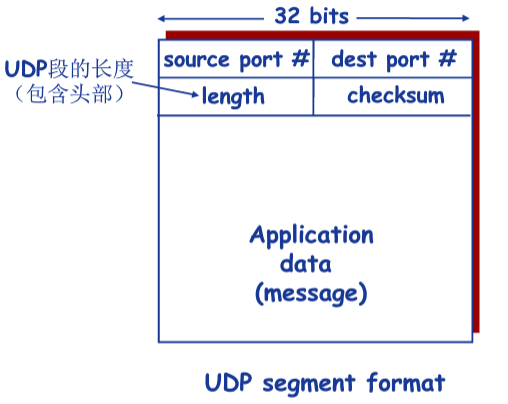 32 bits
source port # dest port #
UDP段的长度
（包含头部）
length checksum
Application
data
(message)
UDP segment format